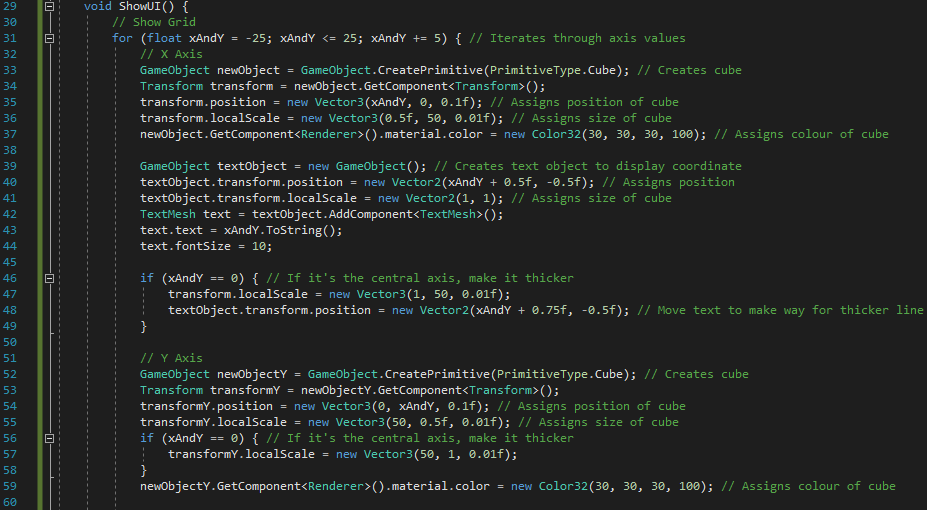 29 void ShowUI() {
30 // Show Grid
31 for (float xAndY = -25; xAndY <= 25; xAndY += 5) { // Iterates through axis values
32 // X Axis
33 GameObject newObject = GameObject.CreatePrimitive(PrimitiveType.Cube); // Creates cube
34 Transform transform = newObject.GetComponent<Transform>();
35 transform.position = new Vector3(xAndY, 0, 0.1f); // Assigns position of cube
36 transform.localScale = new Vector3(0.5f, 50, 0.01f); // Assigns size of cube
37 newObject.GetComponent<Renderer>().material.color = new Color32(30, 30, 30, 100); // Assigns colour of cube
38
39 GameObject textObject = new GameObject(); // Creates text object to display coordinate
40 textObject.transform.position = new Vector2(xAndY + 0.5f, -0.5f); // Assigns position
41 textObject.transform.localScale = new Vector2(1, 1); // Assigns size of cube
42 TextMesh text = textObject.AddComponent<TextMesh>();
43 text.text = xAndY.ToString();
44 text.fontSize = 10;
45
46 if (xAndY == 0) { // If it's the central axis, make it thicker
47 transform.localScale = new Vector3(1, 50, 0.01f);
48 textObject.transform.position = new Vector2(xAndY + 0.75f, -0.5f); // Move text to make way for thicker line
49 }
50
51 // Y Axis
52 GameObject newObjectY = GameObject.CreatePrimitive(PrimitiveType.Cube); // Creates cube
53 Transform transformY = newObjectY.GetComponent<Transform>();
54 transformY.position = new Vector3(0, xAndY, 0.1f); // Assigns position of cube
55 transformY.localScale = new Vector3(50, 0.5f, 0.01f); // Assigns size of cube
56 if (xAndY == 0) { // If it's the central axis, make it thicker
57 transformY.localScale = new Vector3(50, 1, 0.01f);
58 }
59 newObjectY.GetComponent<Renderer>().material.color = new Color32(30, 30, 30, 100); // Assigns colour of cube
60